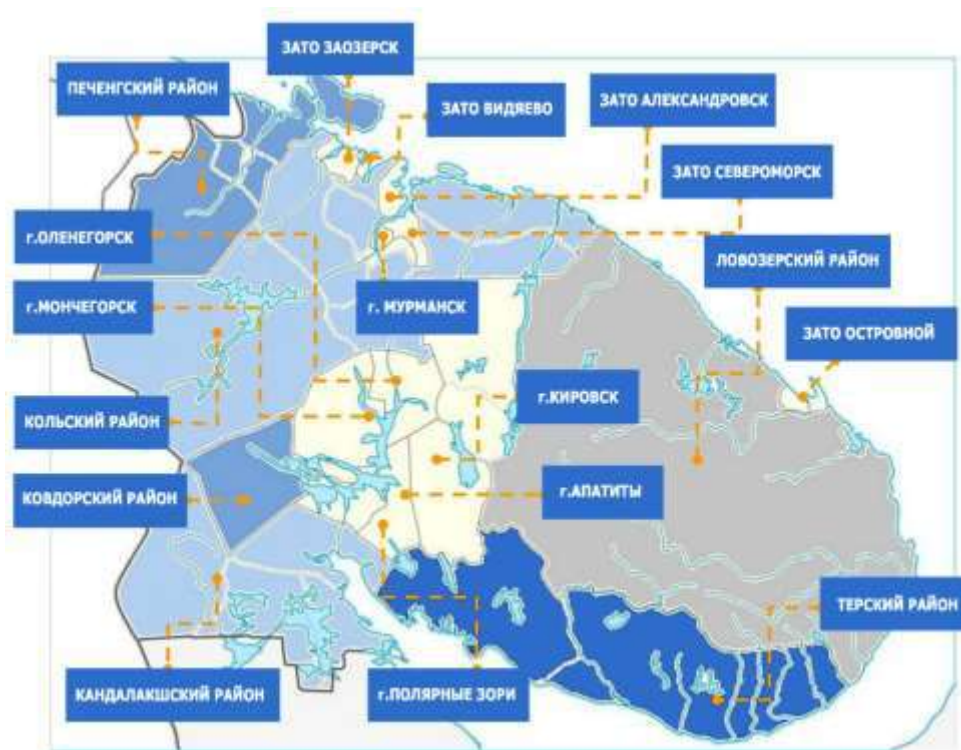 ЗАТО ЗАОЗЕРСК
ПЕЧЕНГСКИЙ РАЙОН
ЗАТО ВИДЯЕВО
ЗАТО АЛЕКСАНДРОВСК
ЗАТО СЕВЕРОМОРСК
г.ОЛЕНЕГОРСК
ЛОВОЗЕРСКИЙ РАЙОН
г.МОНЧЕГОРСК
г. МУРМАНСК
ЗАТО ОСТРОВНОЙ
г.КИРОВСК
КОЛЬСКИЙ РАЙОН
КОВДОРСКИЙ РАЙОН
г.АПАТИТЫ
ТЕРСКИЙ РАЙОН
КАНДАЛАКШСКИЙ РАЙОН
г.ПОЛЯРНЫЕ ЗОРИ